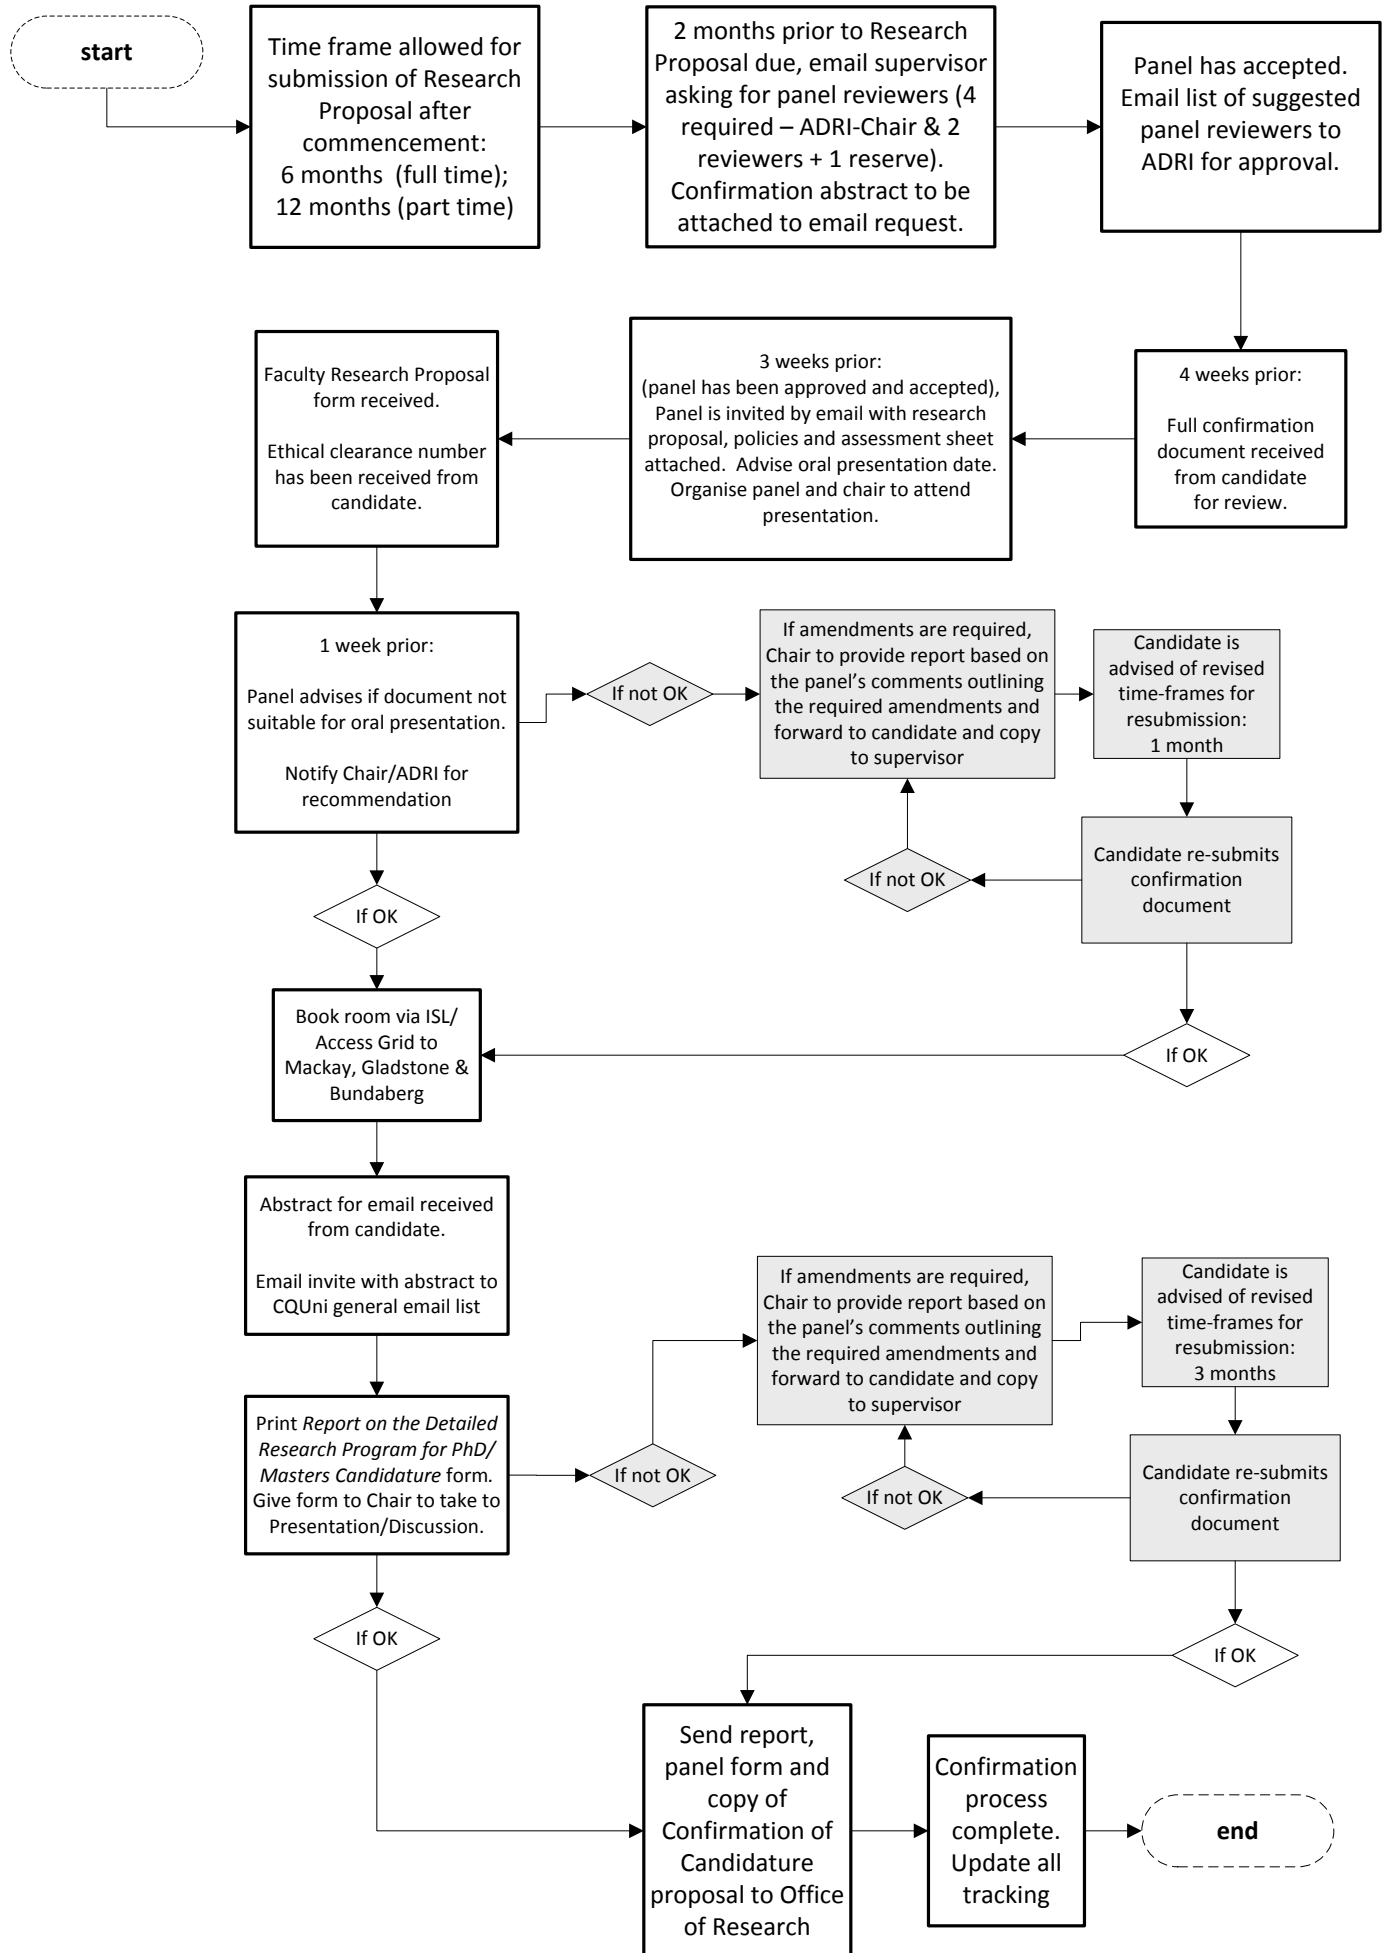 start
Time frame allowed for
submission of Research
Proposal after
commencement:
6 months  (full time);
12 months (part time)
2 months prior to Research
Proposal due, email supervisor
asking for panel reviewers (4
required – ADRI-Chair & 2
reviewers + 1 reserve).
Confirmation abstract to be
attached to email request.
Panel has accepted.
Email list of suggested
panel reviewers to
ADRI for approval.
4 weeks prior:
Full confirmation
document received
from candidate
for review.
3 weeks prior:
(panel has been approved and accepted),
Panel is invited by email with research
proposal, policies and assessment sheet
attached.  Advise oral presentation date.
Organise panel and chair to attend
presentation.
Faculty Research Proposal
form received.
Ethical clearance number
has been received from
candidate.
1 week prior:
Panel advises if document not
suitable for oral presentation.
Notify Chair/ADRI for
recommendation
If not OK
If amendments are required,
Chair to provide report based on
the panel's comments outlining
the required amendments and
forward to candidate and copy
to supervisor
Candidate is
advised of revised
time-frames for
resubmission:
1 month
Candidate re-submits
confirmation
document
If not OK
If OK
If OK
Book room via ISL/
Access Grid to
Mackay, Gladstone &
Bundaberg
Abstract for email received
from candidate.
Email invite with abstract to
CQUni general email list
Print Report on the Detailed
Research Program for PhD/
Masters Candidature form.
Give form to Chair to take to
Presentation/Discussion.
If not OK
If amendments are required,
Chair to provide report based on
the panel's comments outlining
the required amendments and
forward to candidate and copy
to supervisor
Candidate is
advised of revised
time-frames for
resubmission:
3 months
Candidate re-submits
confirmation
document
If not OK
If OK
If OK
Send report,
panel form and
copy of
Confirmation of
Candidature
proposal to Office
of Research
Confirmation
process
complete.
Update all
tracking
end